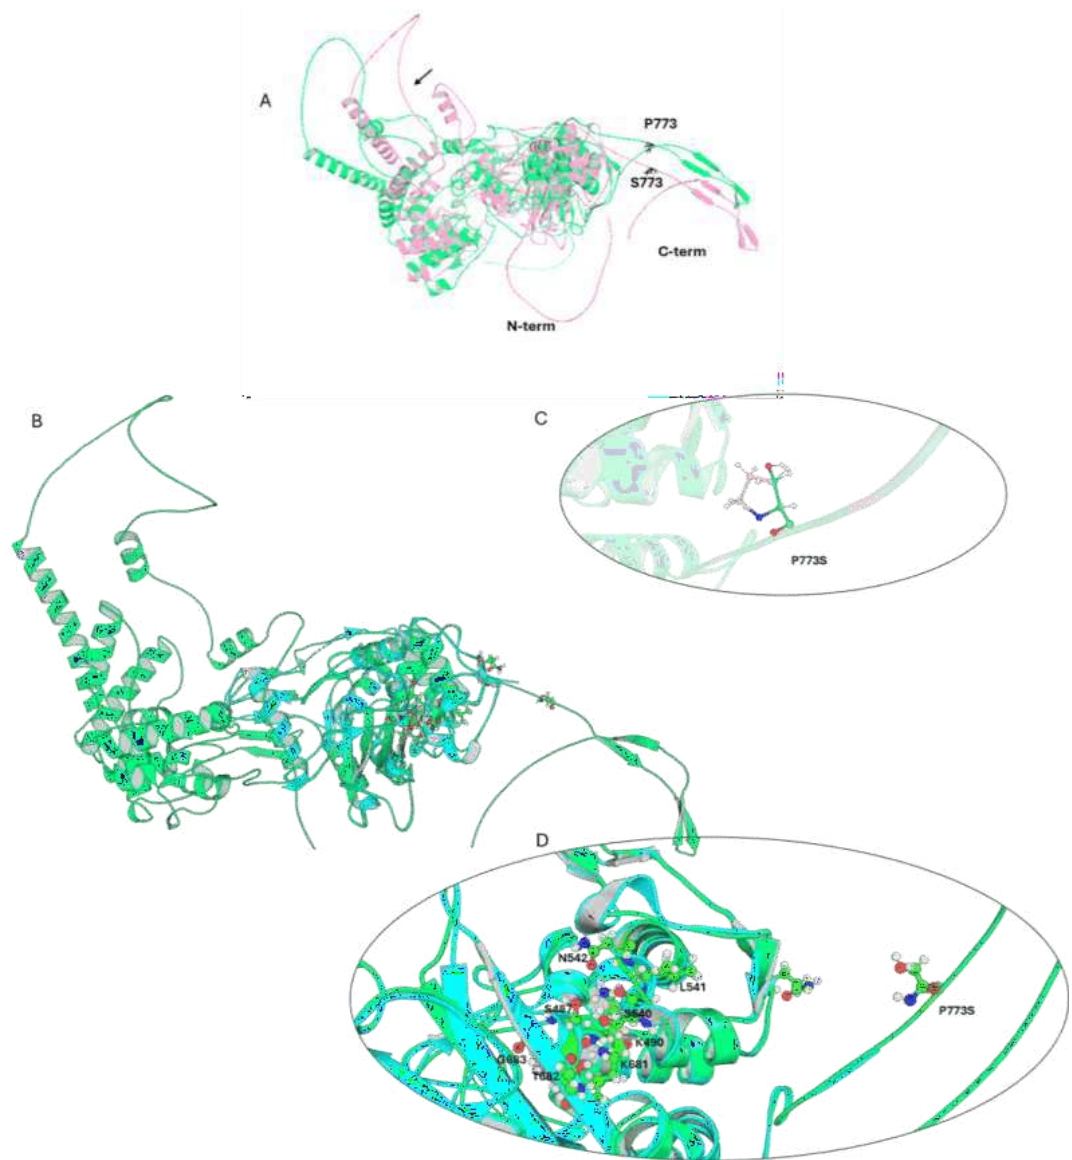 A
P773
S773
C-term
N-term
B
C
P773S
D
N542
L541
S487
S540
K490
G683
K681
T682
P773S